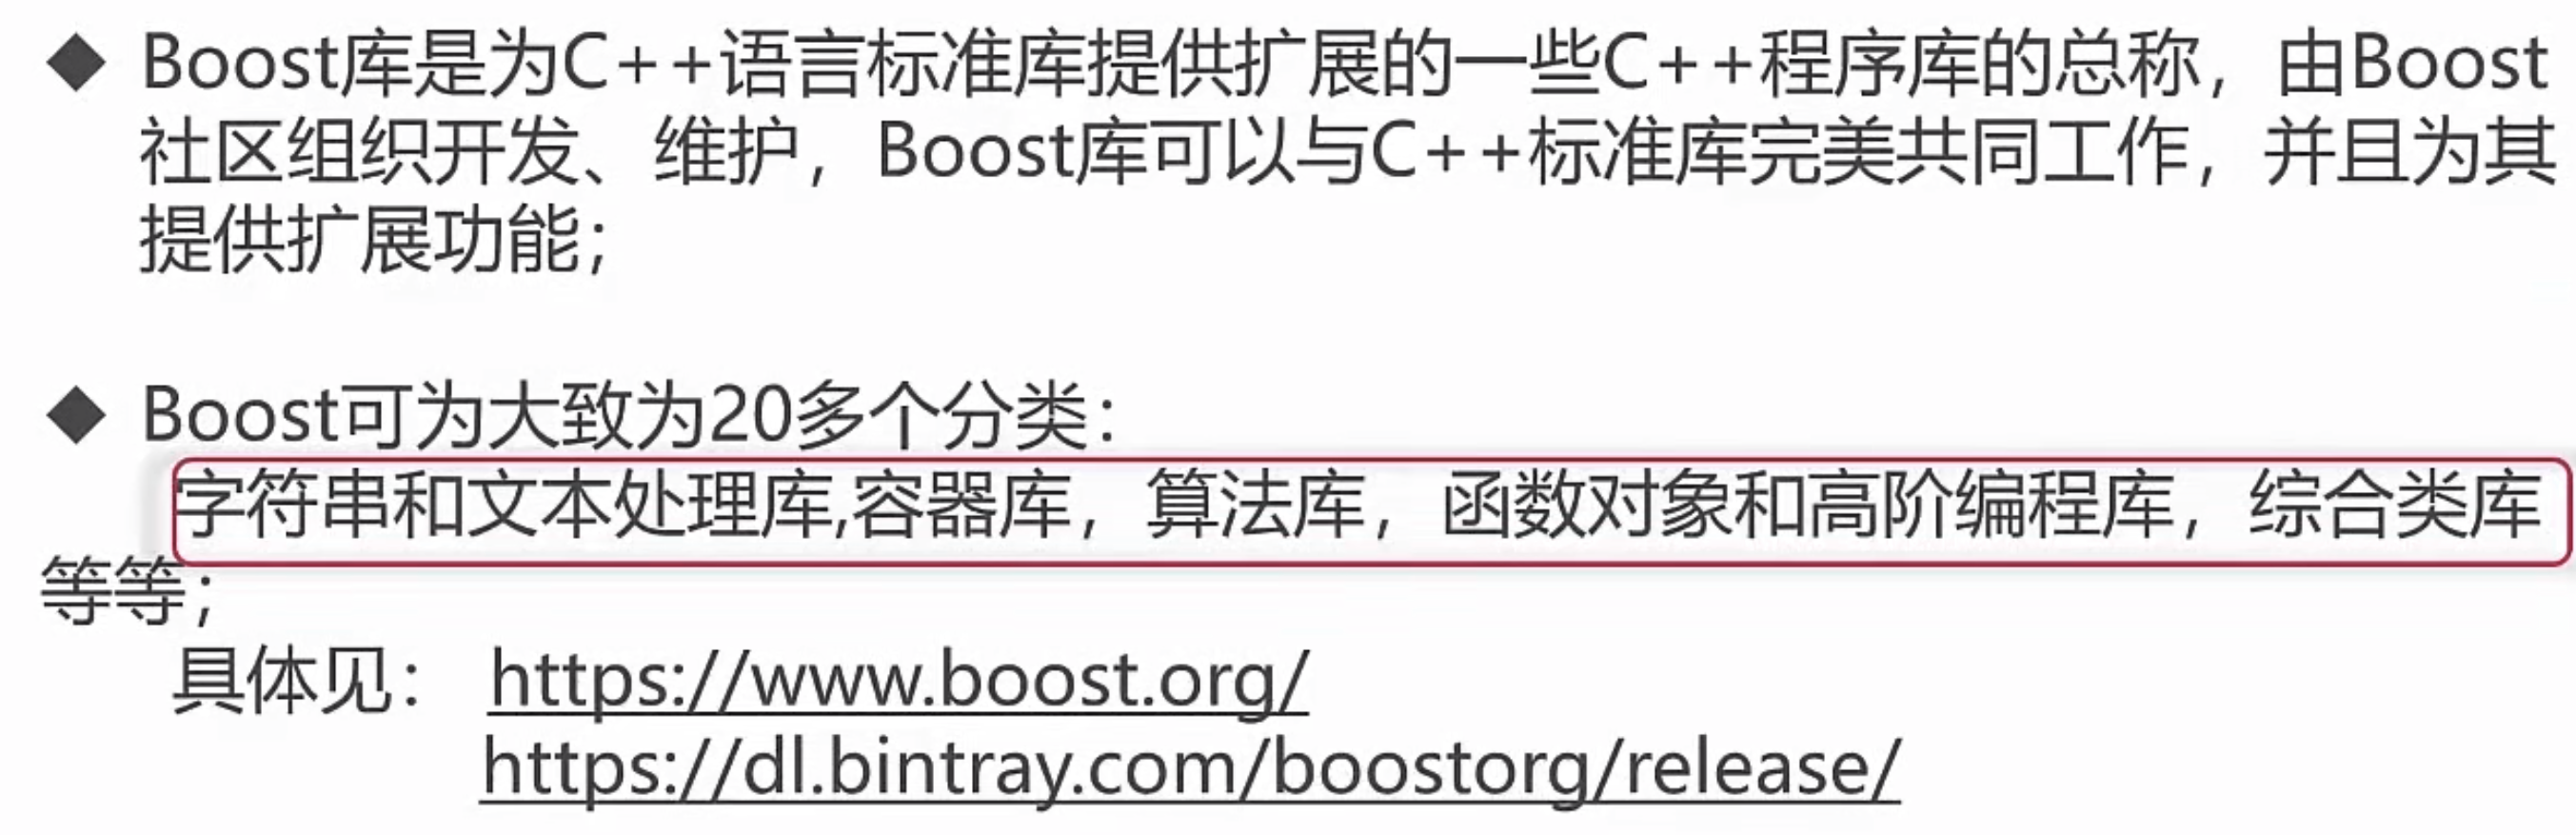 ◆ Boost库是为C++语言标准库提供扩展的一些C++程序库的总称，由Boost
社区组织开发、维护，Boost库可以与C++标准库完美共同工作，并且为其
提供扩展功能；
◆ Boost可为大致为20多个分类：
字符串和文本处理库,容器库，算法库，函数对象和高阶编程库，综合类库
等等；
具体见： https://www.boost.org/
https://dl.bintray.com/boostorg/release/